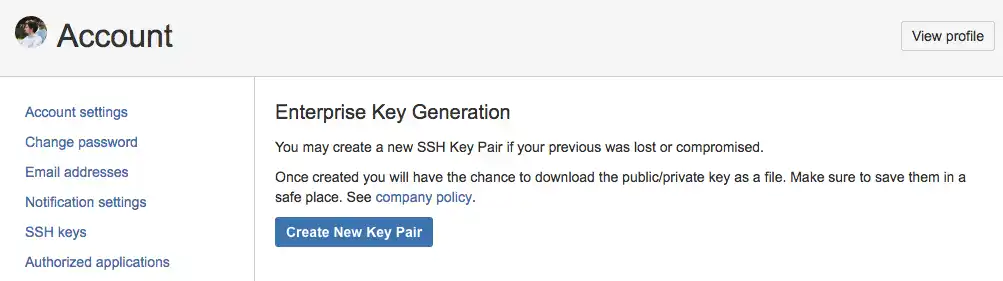 Account
View profile
Account settings
Change password
Email addresses
Notification settings
SSH keys
Authorized applications
Enterprise Key Generation
You may create a new SSH Key Pair if your previous was lost or compromised.
Once created you will have the chance to download the public/private key as a file. Make sure to save them in a
safe place. See company policy.
Create New Key Pair